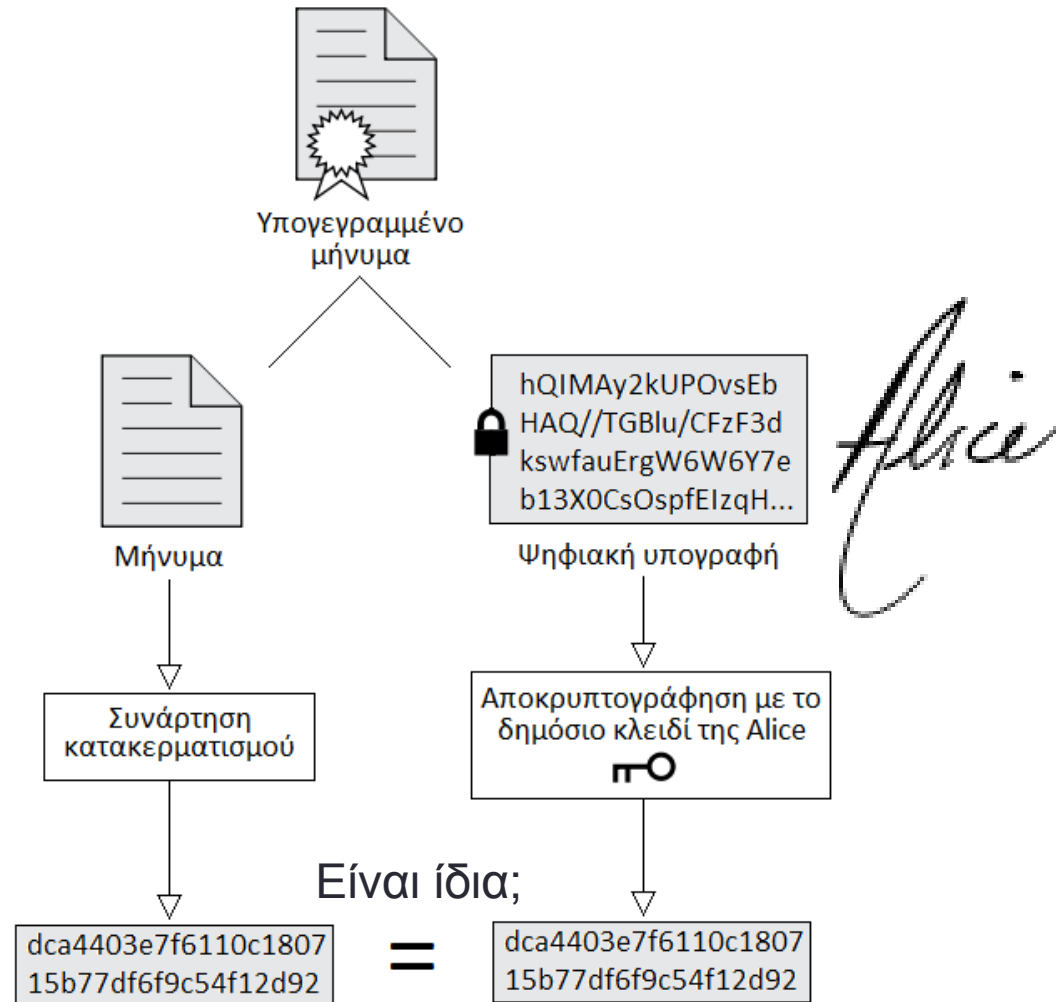 Υπογεγραμμένο
μήνυμα
hQIMAy2kUPOvsEb
HAQ//TGBlu/CFzF3d
kswfauErgW6W6Y7e
b13X0CsOspfEIzqH...
Alice
Μήνυμα
Ψηφιακή υπογραφή
Συνάρτηση
κατακερματισμού
Αποκρυπτογράφηση με το
δημόσιο κλειδί της Alice
Είναι ίδια;
dca4403e7f6110c1807
15b77df6f9c54f12d92
=
dca4403e7f6110c1807
15b77df6f9c54f12d92